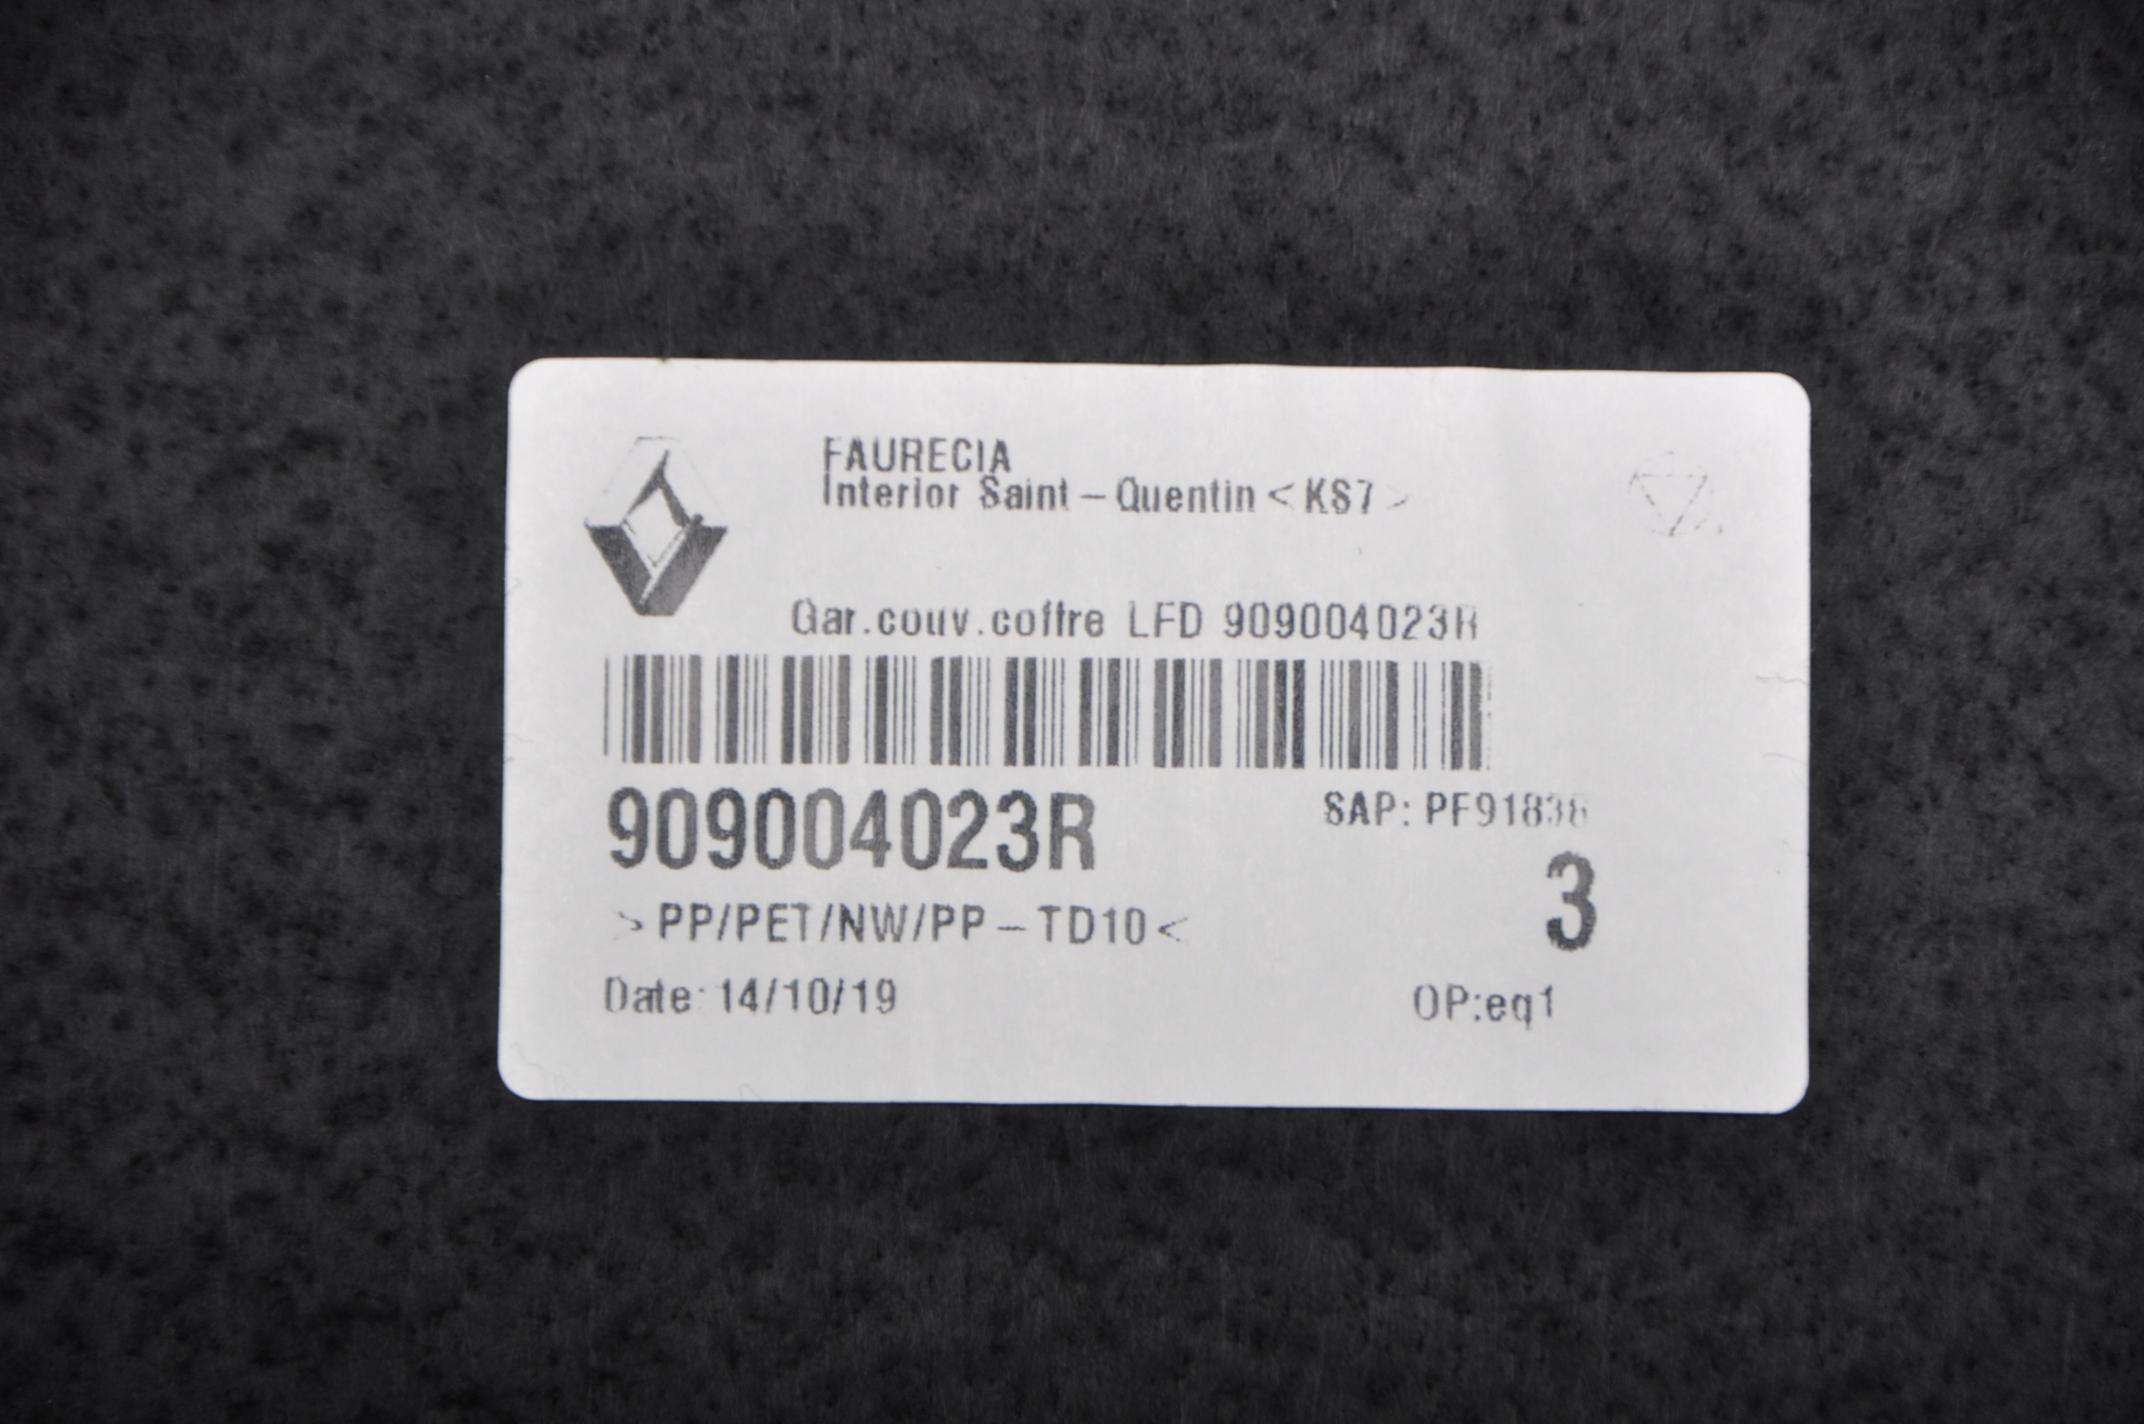 FAURECIA
Interior Saint-Quentin <KS7>
Gar.couv.coffre LFD 909004023R
909004023R
SAP: PF91838
3
>PP/PET/NW/PP-TD10<
Date: 14/10/19
OP:eq1